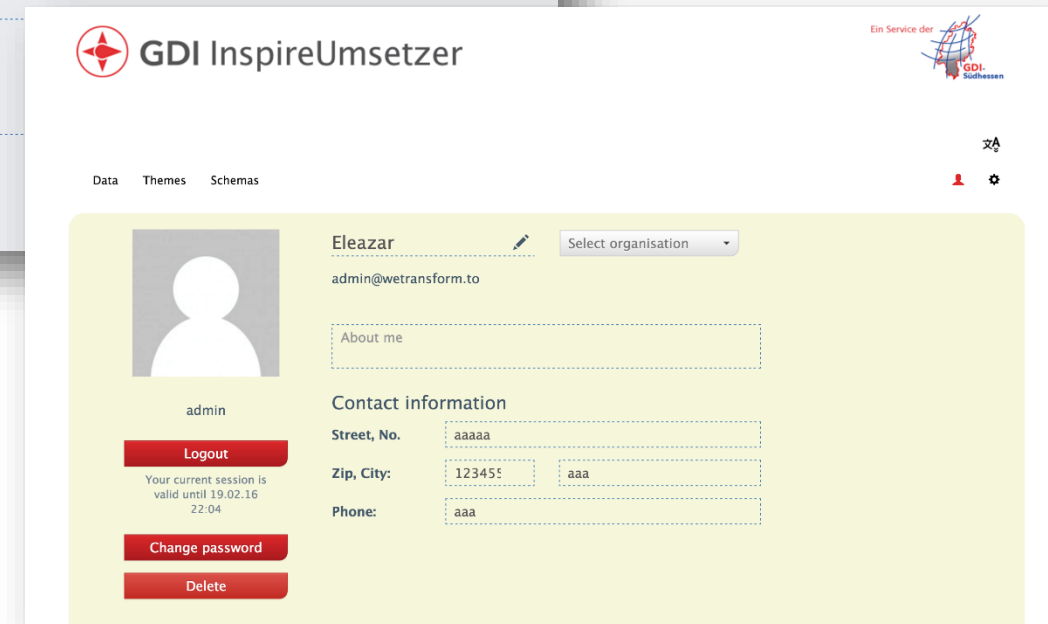 GDI InspireUmsetzer
Ein Service der
GDI-
Südhessen
文A
Data Themes Schemas
Eleazar
Select organisation
admin@wetransform.to
About me
admin
Contact information
Street, No. aaaaa
Logout
Zip, City: 123455 aaa
Your current session is
valid until 19.02.16
22:04
Phone: aaa
Change password
Delete